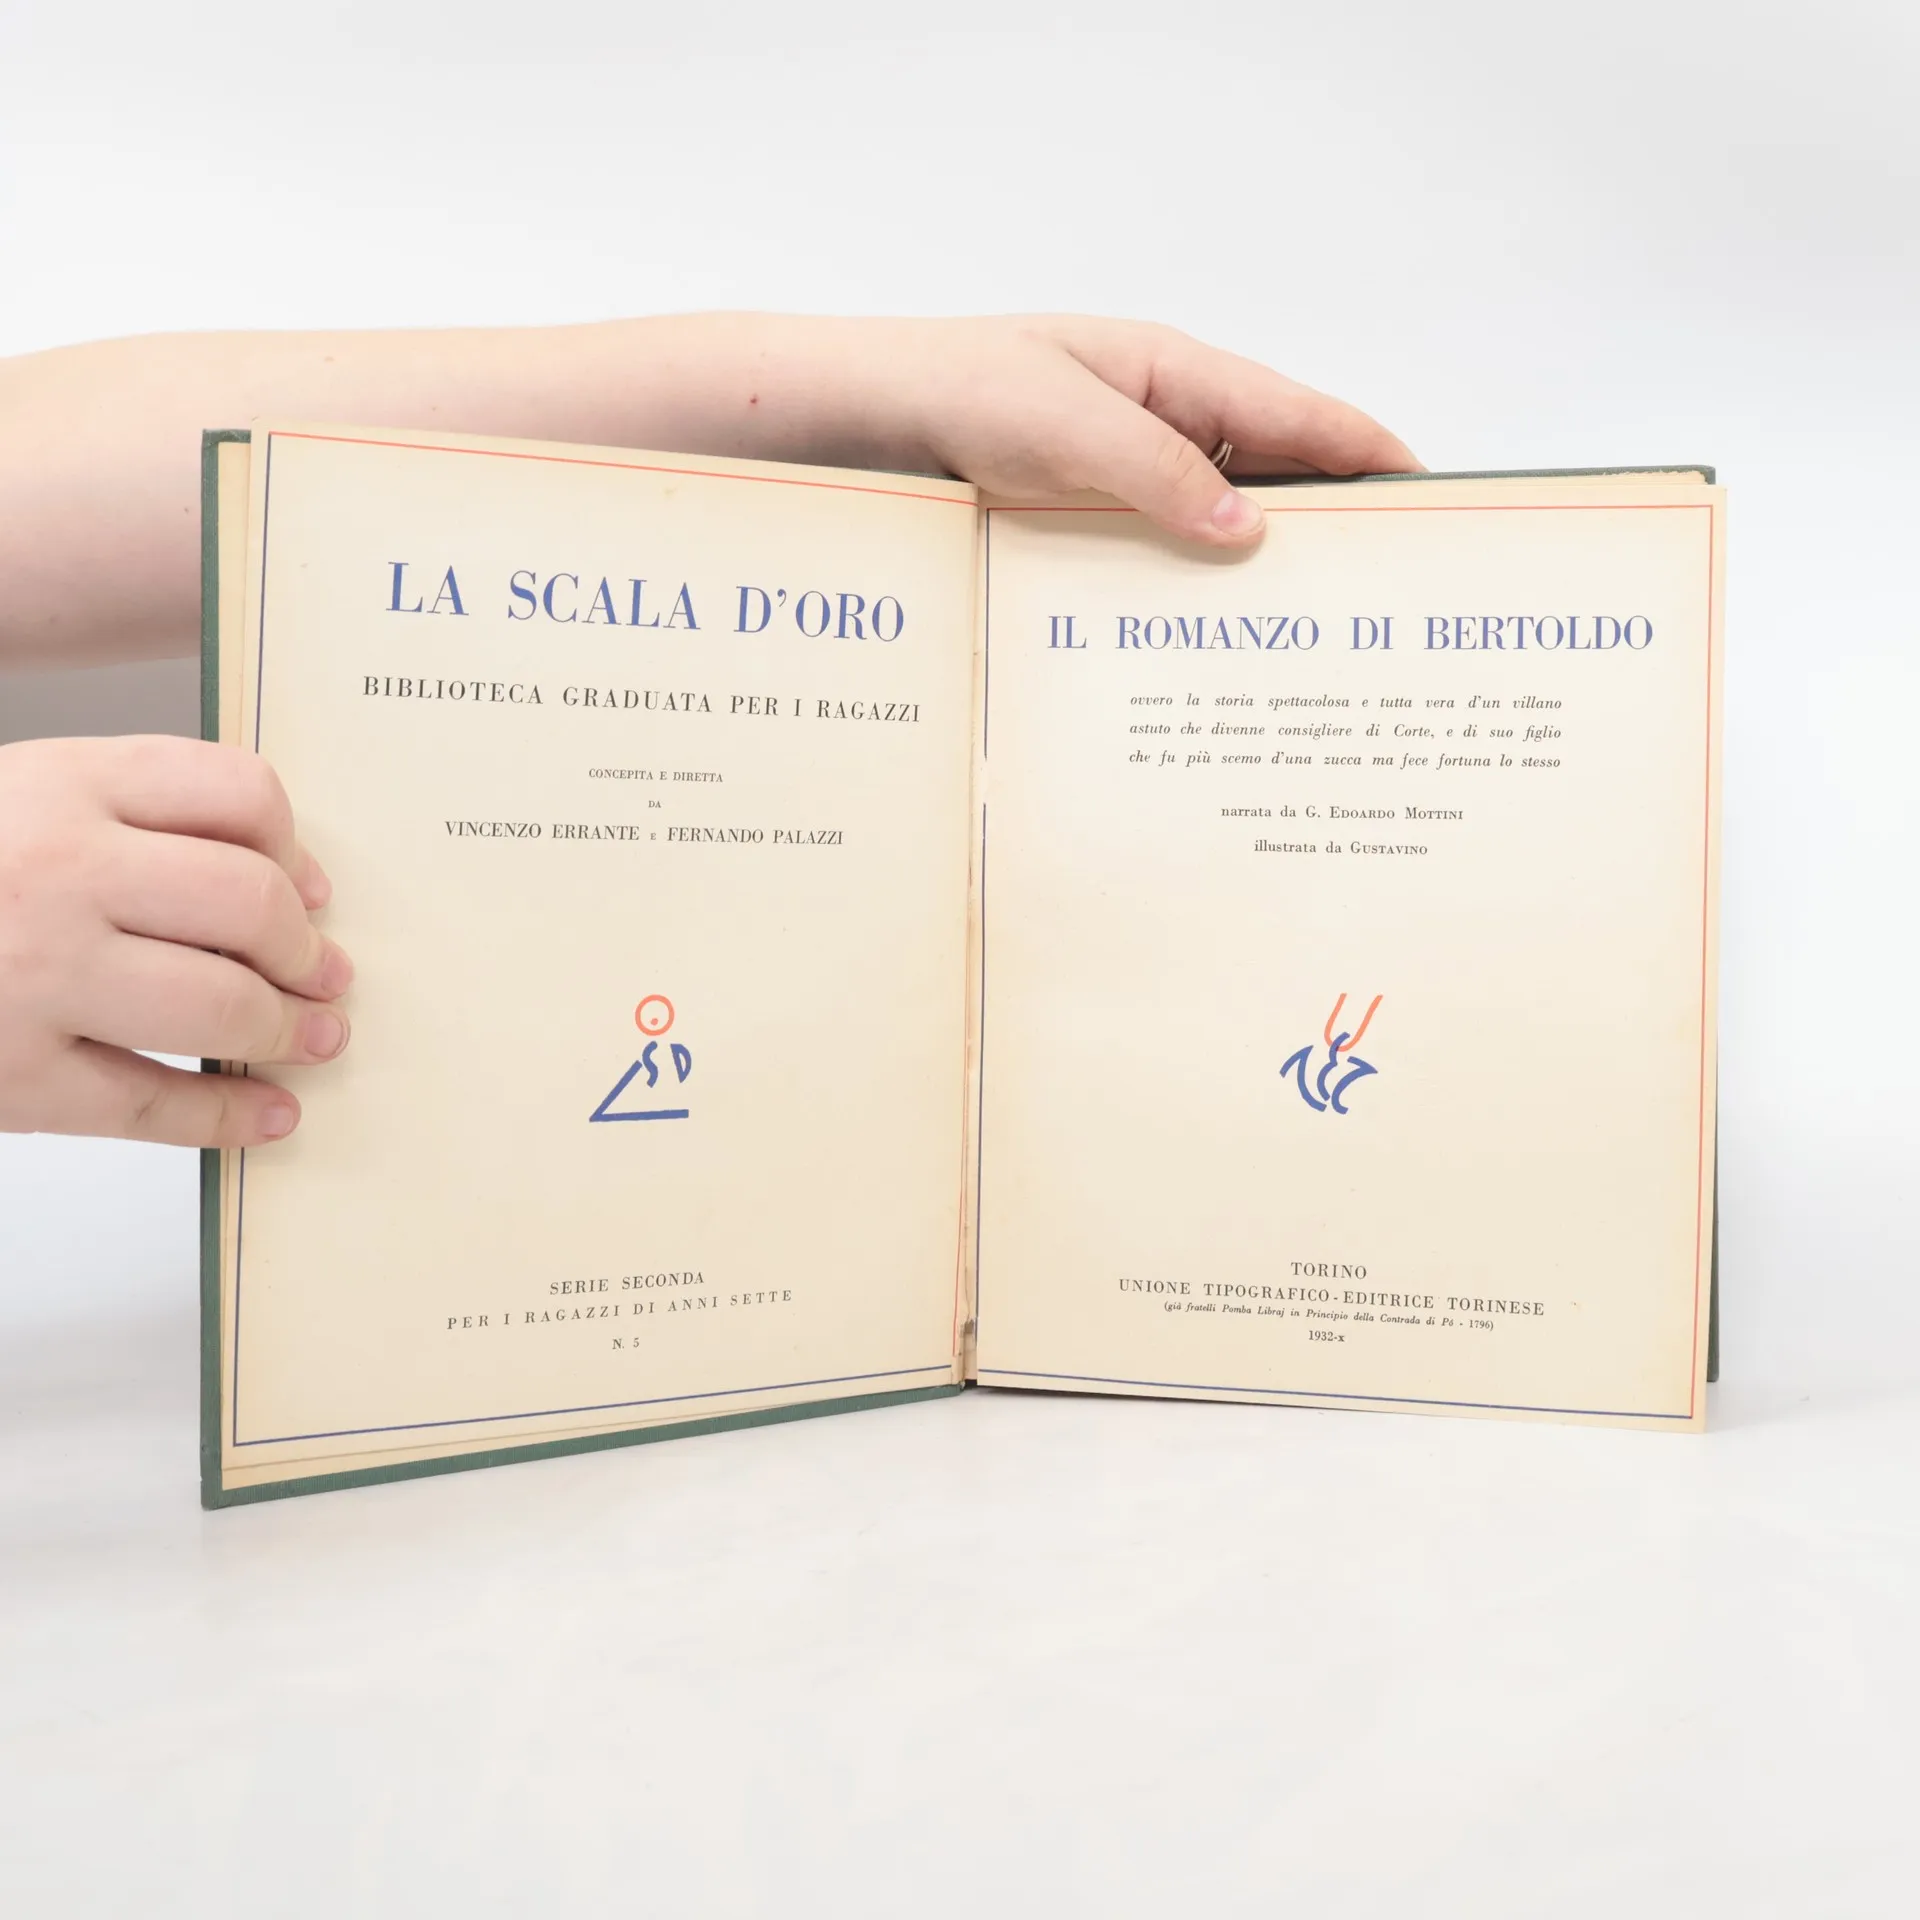 LA SCALA D'ORO
BIBLIOTECA GRADUATA PER I RAGAZZI
CONCEPITA E DIRETTA
DA
VINCENZO ERRANTE E FERNANDO PALAZZI
SD
SERIE SECONDA
PER I RAGAZZI DI ANNI SETTE
N. 5
IL ROMANZO DI BERTOLDO
ovvero la storia spettacolosa e tutta vera d'un villano
astuto che divenne consigliere di Corte, e di suo figlio
che fu più scemo d'una zucca ma fece fortuna lo stesso
narrata da G. EDOARDO MOTTINI
illustrata da GUSTAVINO
TORINO
UNIONE TIPOGRAFICO-EDITRICE TORINESE
(già fratelli Pomba Libraj in Principio della Contrada di Pò - 1796)
1932-X